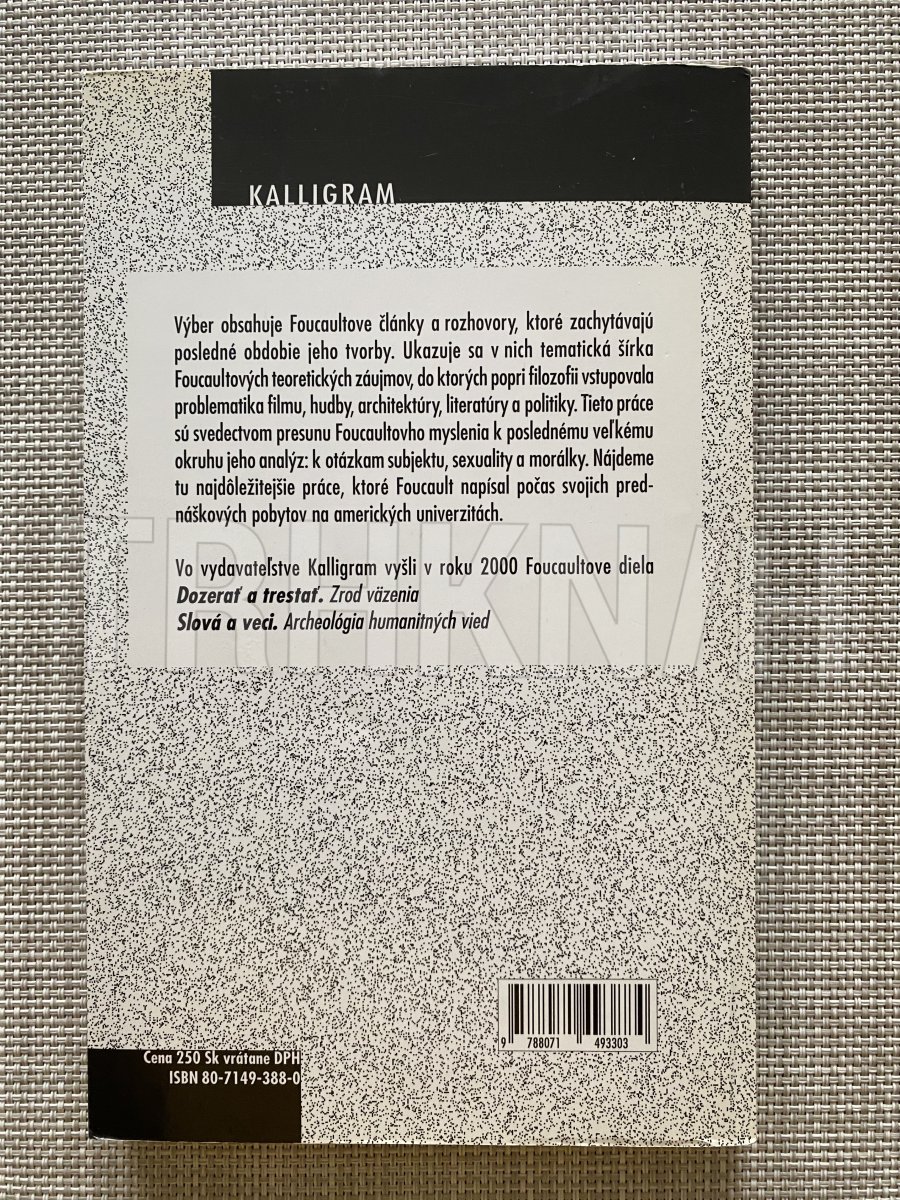 KALLIGRAM
Výber obsahuje Foucaultove články a rozhovory, ktoré zachytávajú
posledné obdobie jeho tvorby. Ukazuje sa v nich tematická šírka
Foucaultových teoretických záujmov, do ktorých popri filozofii vstupovala
problematika filmu, hudby, architektúry, literatúry a politiky. Tieto práce
sú svedectvom presunu Foucaultovho myslenia k poslednému veľkému
okruhu jeho analýz: k otázkam subjektu, sexuality a morálky. Nájdeme
tu najdôležitejšie práce, ktoré Foucault napísal počas svojich pred-
náškových pobytov na amerických univerzitách.
TRHKNA
Vo vydavateľstve Kalligram vyšli v roku 2000 Foucaultove diela
Dozerať a trestať. Zrod väzenia
Slová a veci. Archeológia humanitných vied
9 788071 493303
Cena 250 Sk vrátane DPH
ISBN 80-7149-388-0